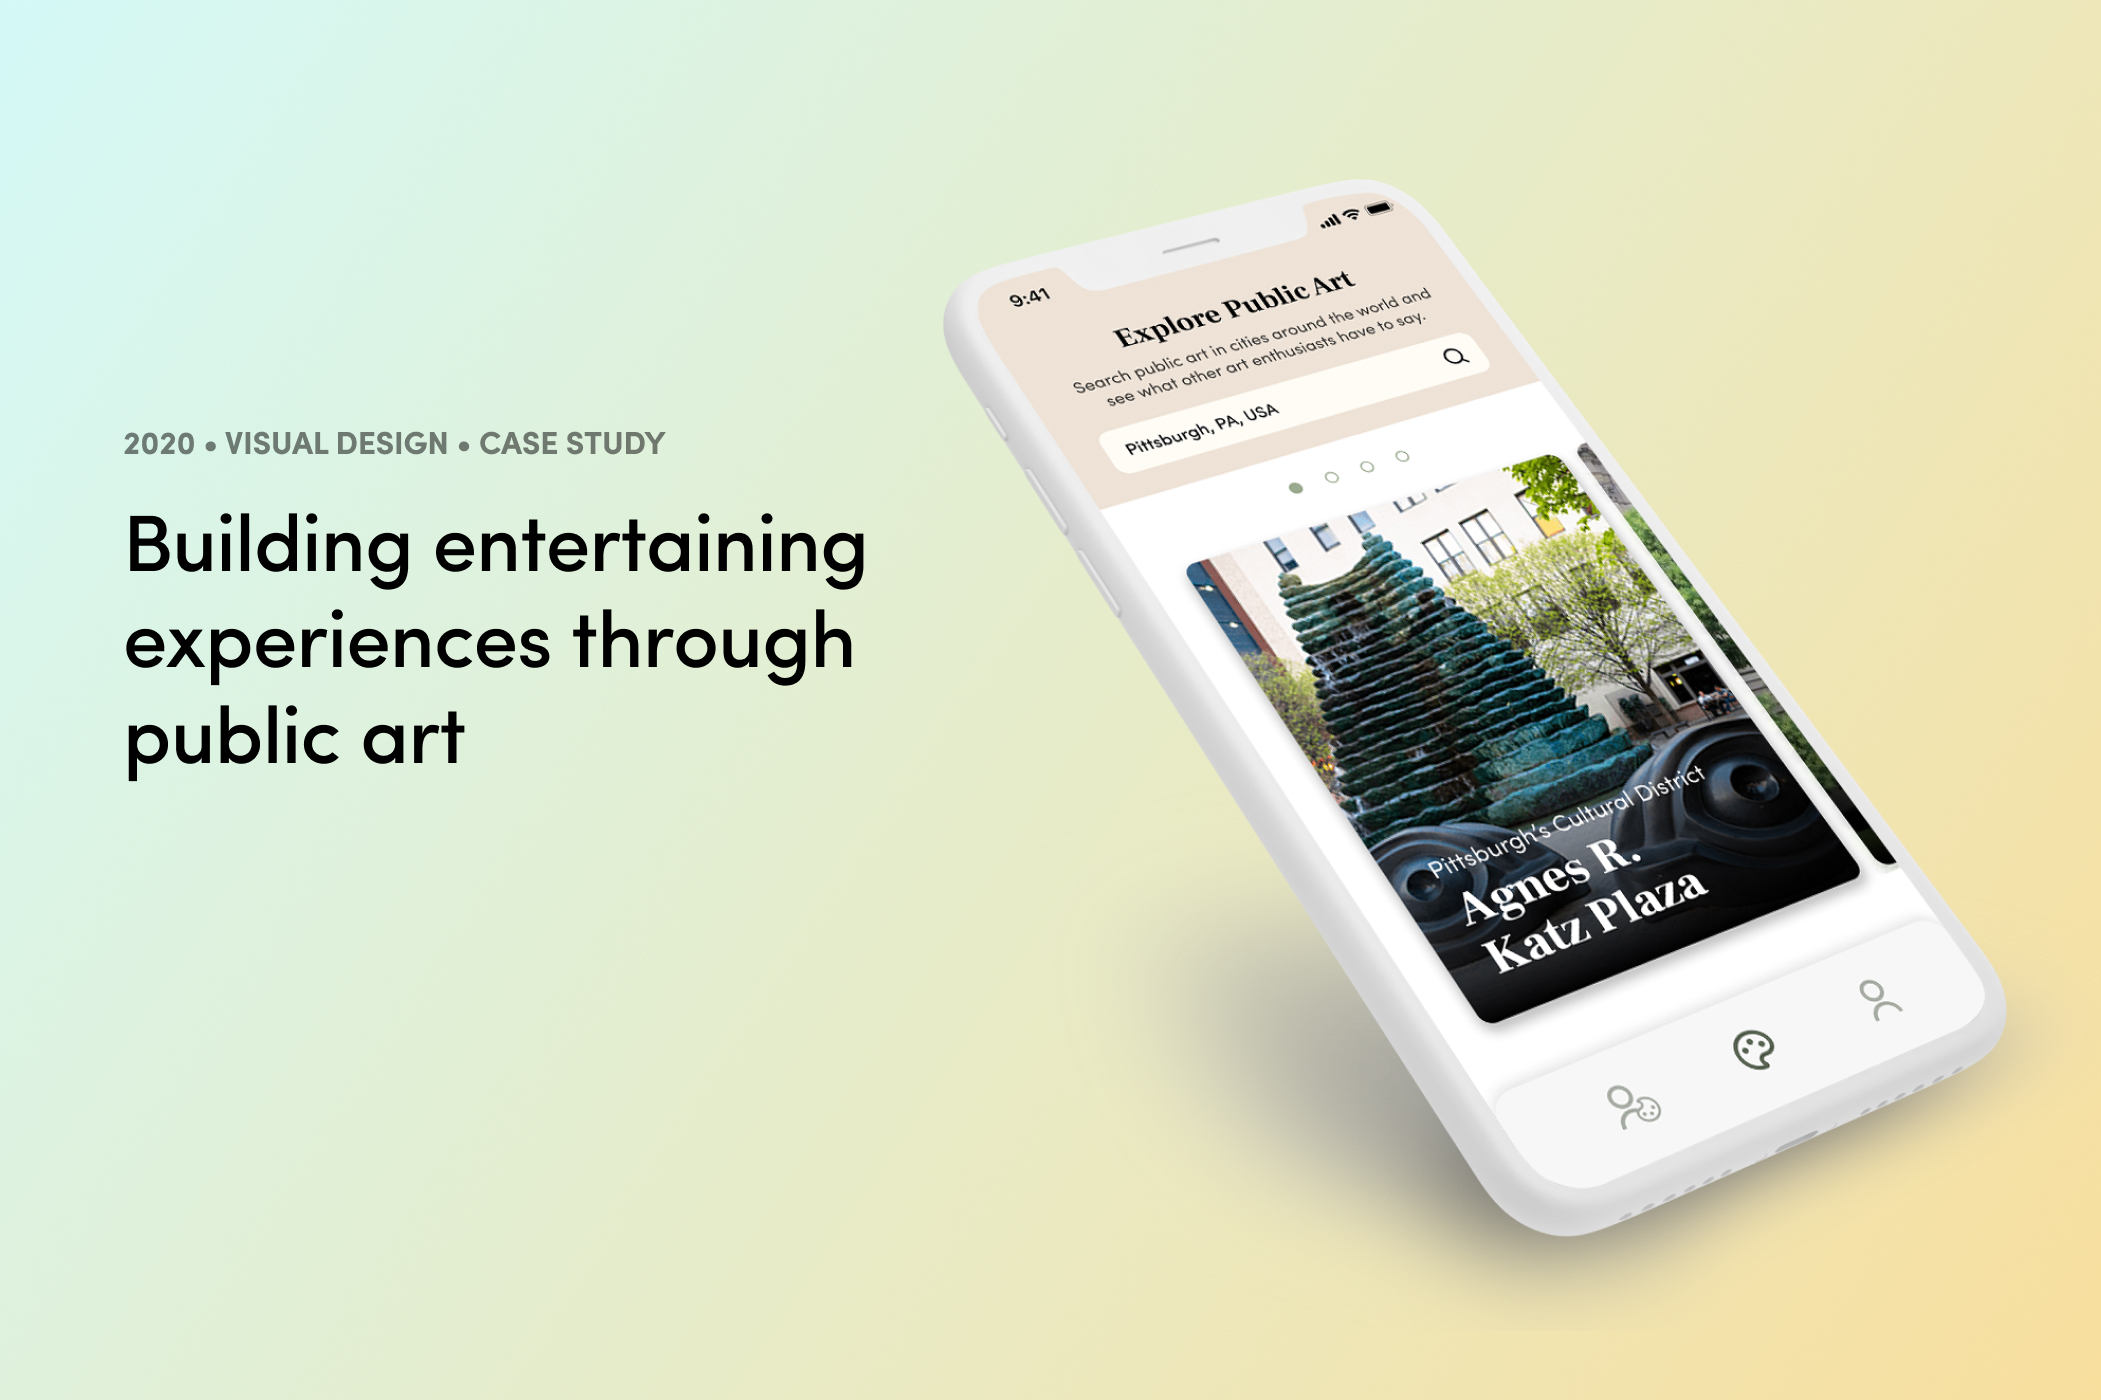 2020 • VISUAL DESIGN • CASE STUDY
Building entertaining
experiences through
public art
9:41
Explore Public Art
Search public art in cities around the world and
see what other art enthusiasts have to say.
Pittsburgh, PA, USA
Pittsburgh's Cultural District
Agnes R.
Katz Plaza